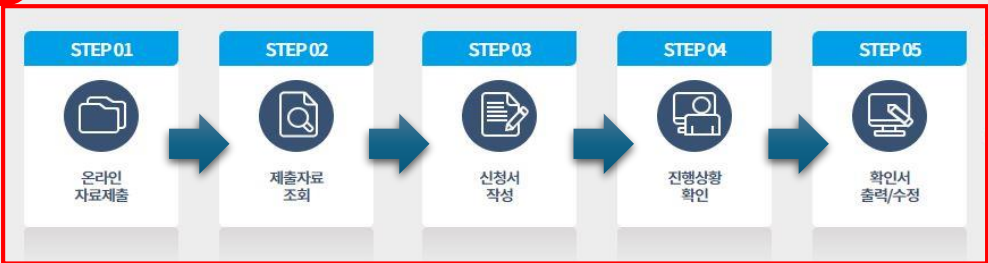 STEP 01
온라인
자료제출
STEP 02
제출자료
조회
STEP 03
신청서
작성
STEP 04
진행상황
확인
STEP 05
확인서
출력/수정